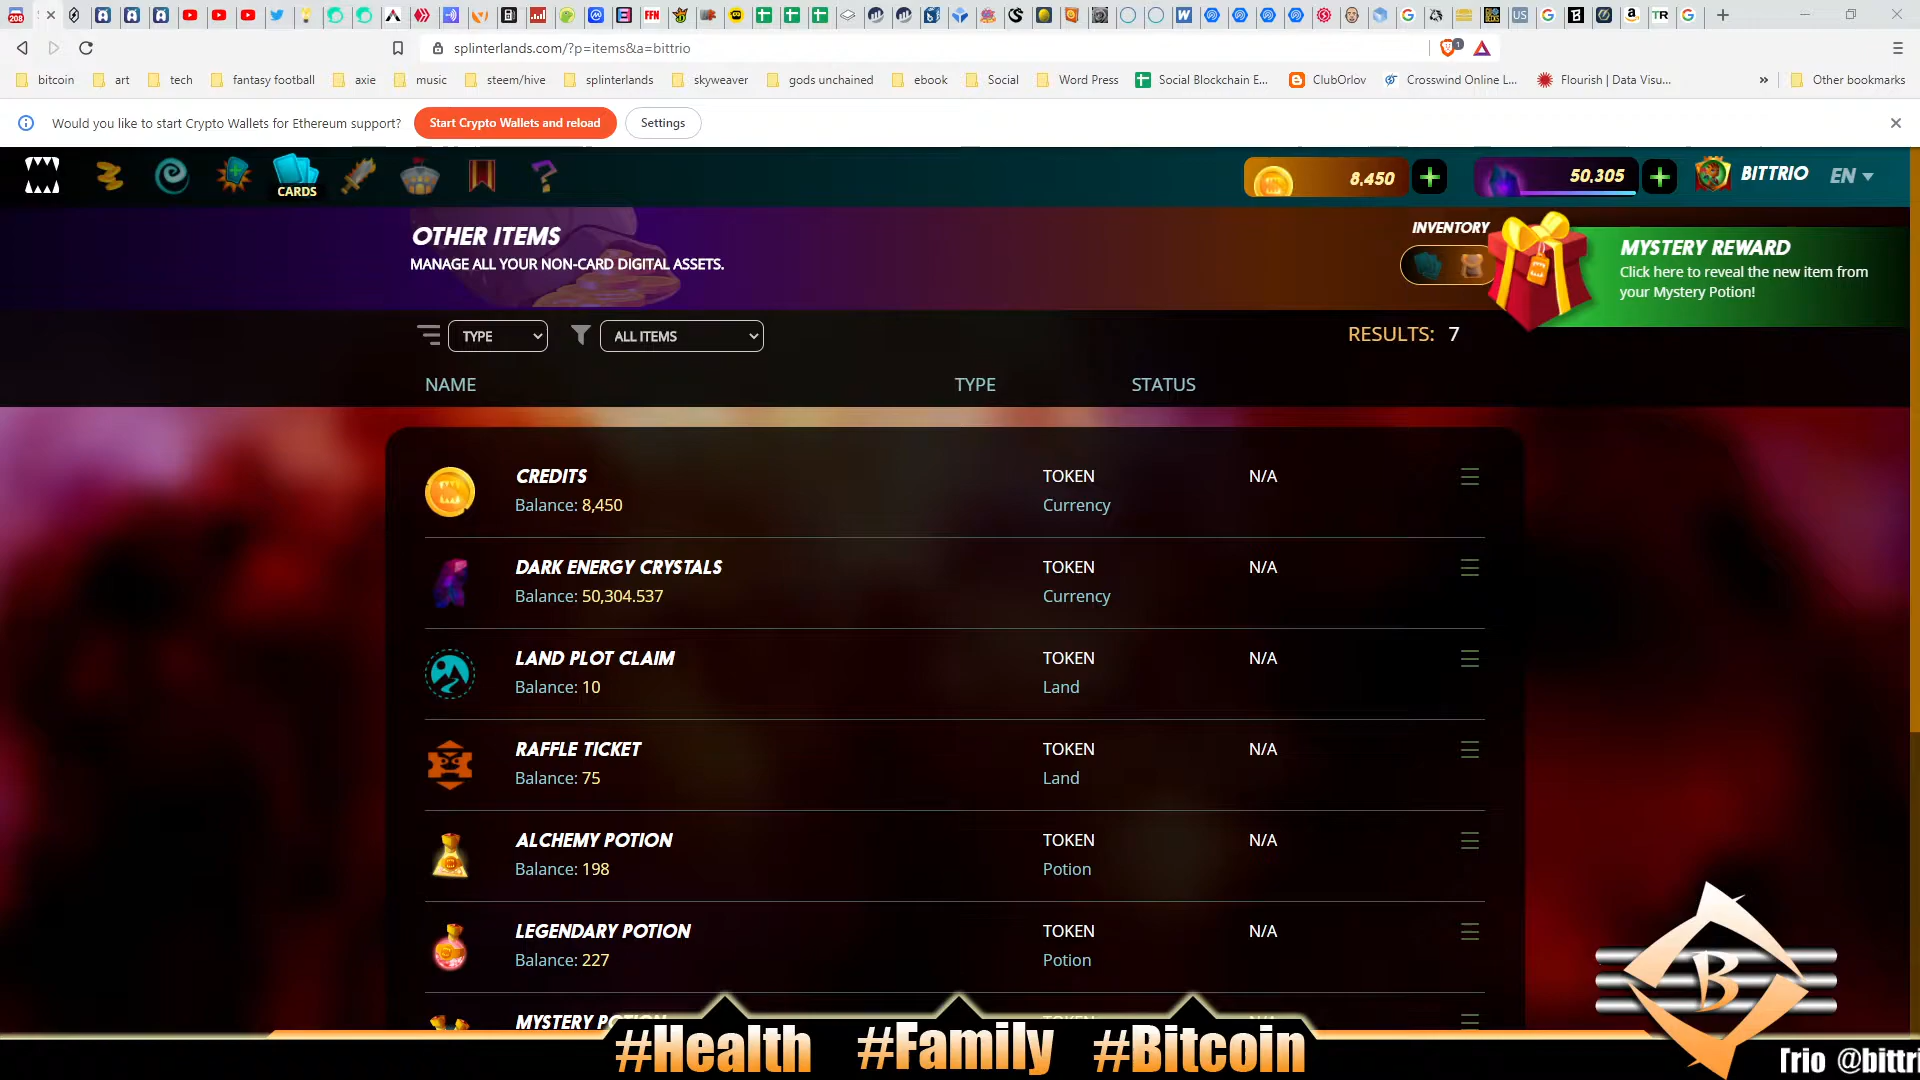 208
splinterlands.com/?p=items&a=bittrio
1
bitcoin art tech fantasy football axie music steem/hive splinterlands skyweaver gods unchained ebook Social Word Press Social Blockchain E... ClubOrlov Crosswind Online L... Flourish | Data Visu... » Other bookmarks
Would you like to start Crypto Wallets for Ethereum support? Start Crypto Wallets and reload Settings
CARDS 8,450 50,305 BITTRIO EN
OTHER ITEMS
MANAGE ALL YOUR NON-CARD DIGITAL ASSETS.
INVENTORY
MYSTERY REWARD
Click here to reveal the new item from
your Mystery Potion!
TYPE ALL ITEMS RESULTS: 7
NAME TYPE STATUS
CREDITS TOKEN N/A
Balance: 8,450 Currency
DARK ENERGY CRYSTALS TOKEN N/A
Balance: 50,304.537 Currency
LAND PLOT CLAIM TOKEN N/A
Balance: 10 Land
RAFFLE TICKET TOKEN N/A
Balance: 75 Land
ALCHEMY POTION TOKEN N/A
Balance: 198 Potion
LEGENDARY POTION TOKEN N/A
Balance: 227 Potion
MYSTERY
#Health #Family #Bitcoin
B
Trio @bittri